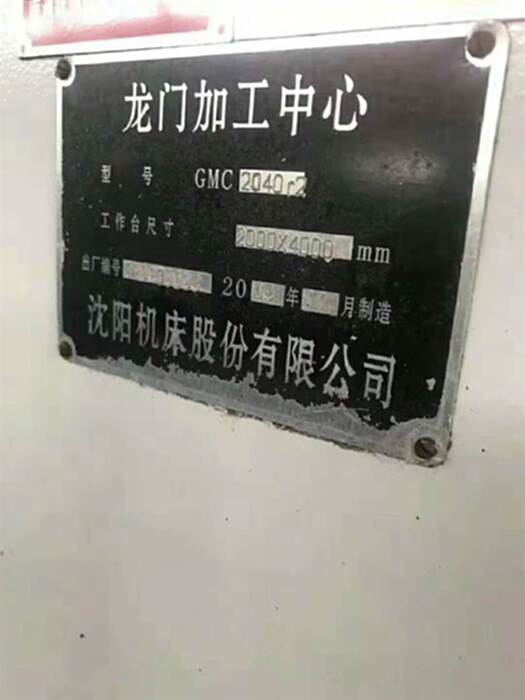 龙门加工中心
型 号 GMC 2040r2
工作台尺寸 2000X4000 mm
出厂编号 20 年 月制造
沈阳机床股份有限公司